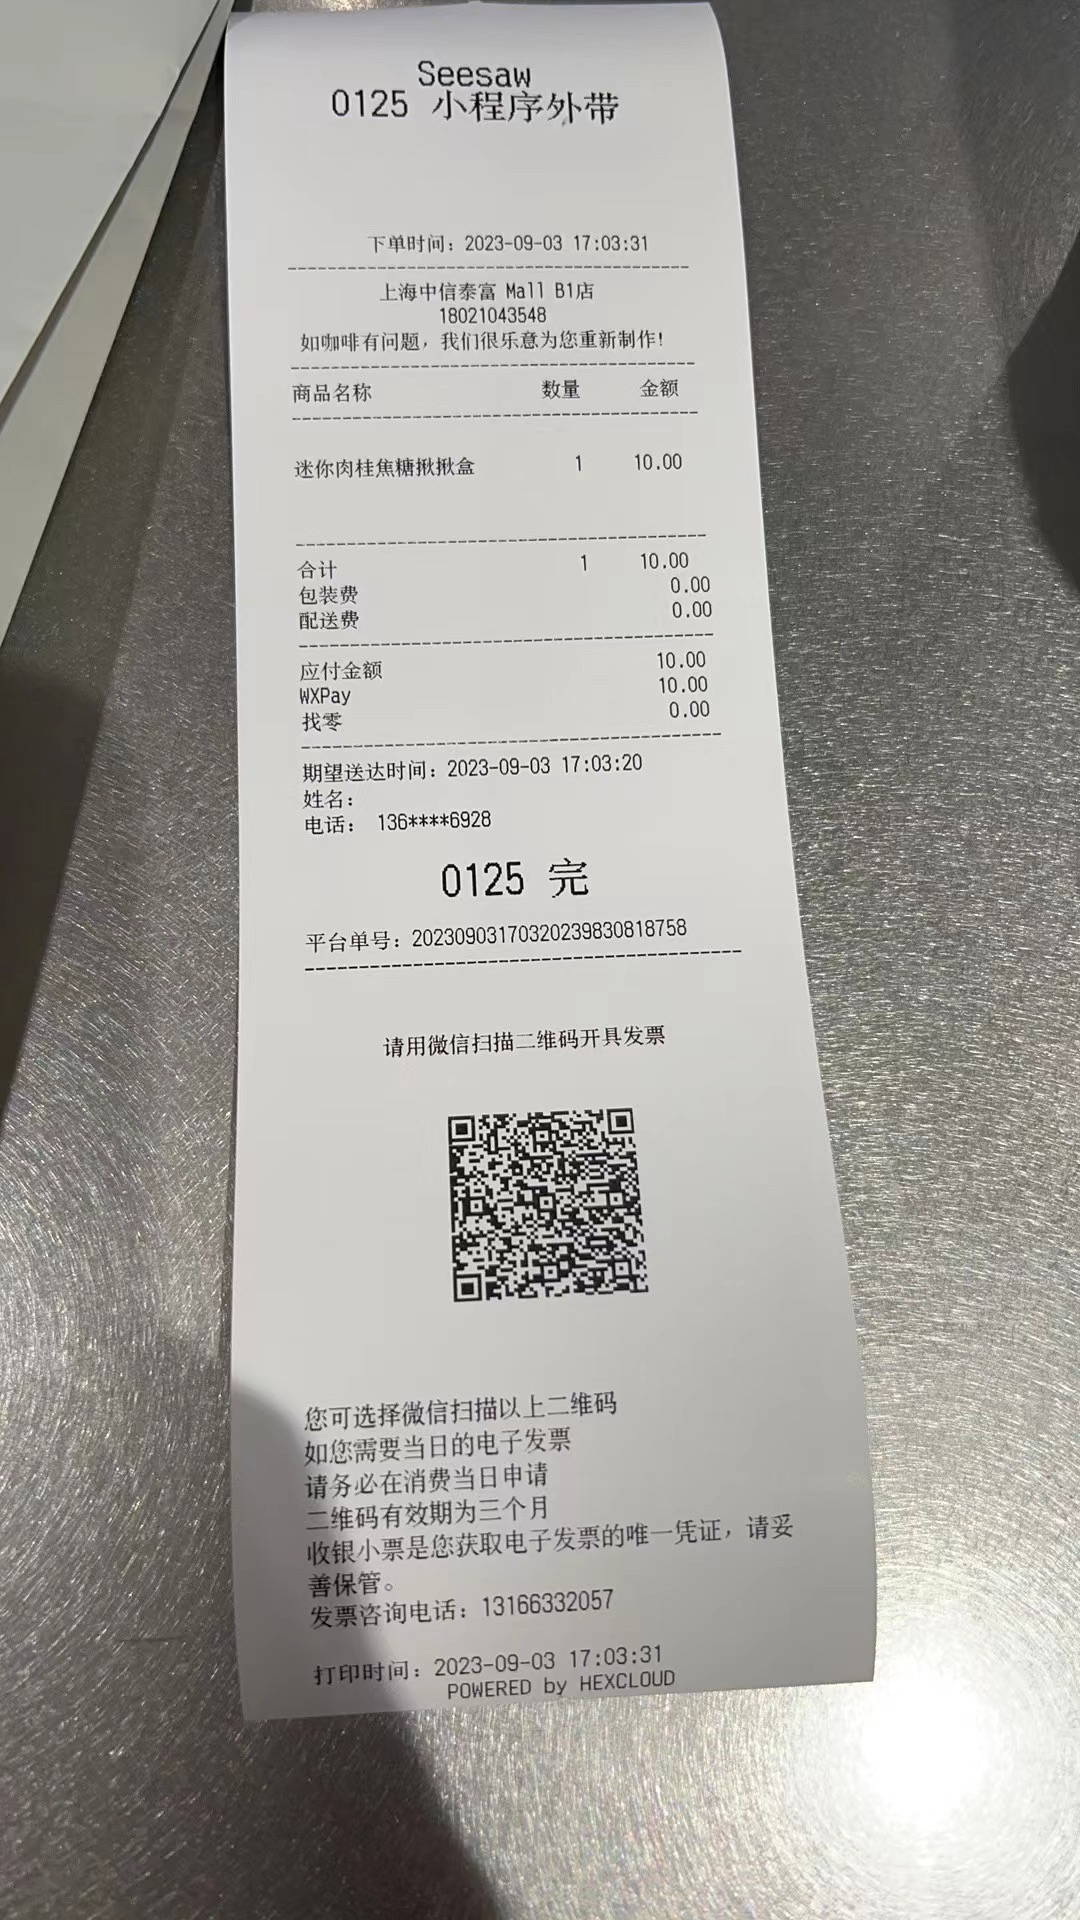 Seesaw
0125 小程序外带
下单时间：2023-09-03 17:03:31
上海中信泰富 Mall B1店
18021043548
如咖啡有问题，我们很乐意为您重新制作！
商品名称 数量 金额
迷你肉桂焦糖揪揪盒 1 10.00
合计 1 10.00
包装费 0.00
配送费 0.00
应付金额 10.00
WXPay 10.00
找零 0.00
期望送达时间：2023-09-03 17:03:20
姓名：
电话： 136****6928
0125 完
平台单号：20230903170320239830818758
请用微信扫描二维码开具发票
您可选择微信扫描以上二维码
如您需要当日的电子发票
请务必在消费当日申请
二维码有效期为三个月
收银小票是您获取电子发票的唯一凭证，请妥
善保管。
发票咨询电话：13166332057
打印时间：2023-09-03 17:03:31
POWERED by HEXCLOUD